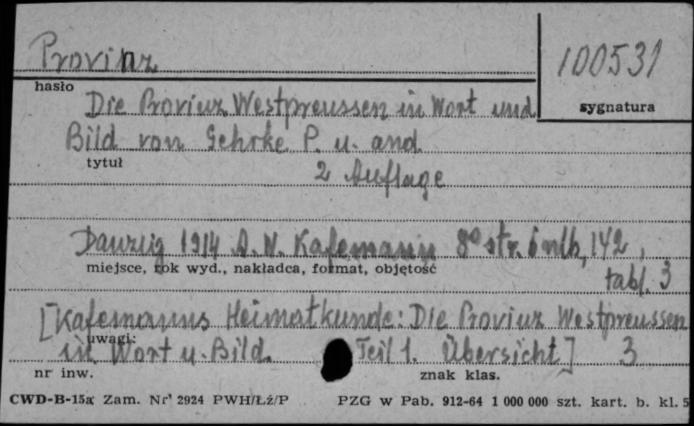 Provinz
100531
hasło
sygnatura
Die Provinz Westpreussen in Wort und
Bild von Gehrke P. u. and.
tytuł
2 Auflage
Danzig 1914 A.W. Kafemann 8° str. 6 nlb, 142,
miejsce, rok wyd., nakładca, format, objętość
tabl. 3
[Kafemanns Heimatkunde: Die Provinz Westpreussen
uwagi:
in Wort u. Bild. Teil 1. Übersicht] 3
nr inw.
znak klas.
CWD-B-15a Zam. Nr 2924 PWH/Łź/P PZG w Pab. 912-64 1 000 000 szt. kart. b. kl. 5